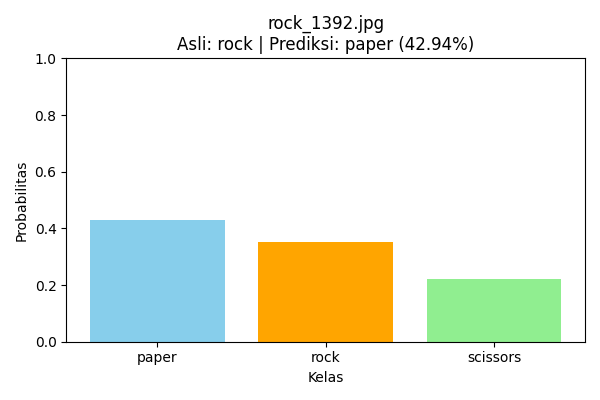 rock_1392.jpg
Asli: rock | Prediksi: paper (42.94%)
1.0
0.8
0.6
0.4
0.2
0.0
Probabilitas
paper
rock
scissors
Kelas